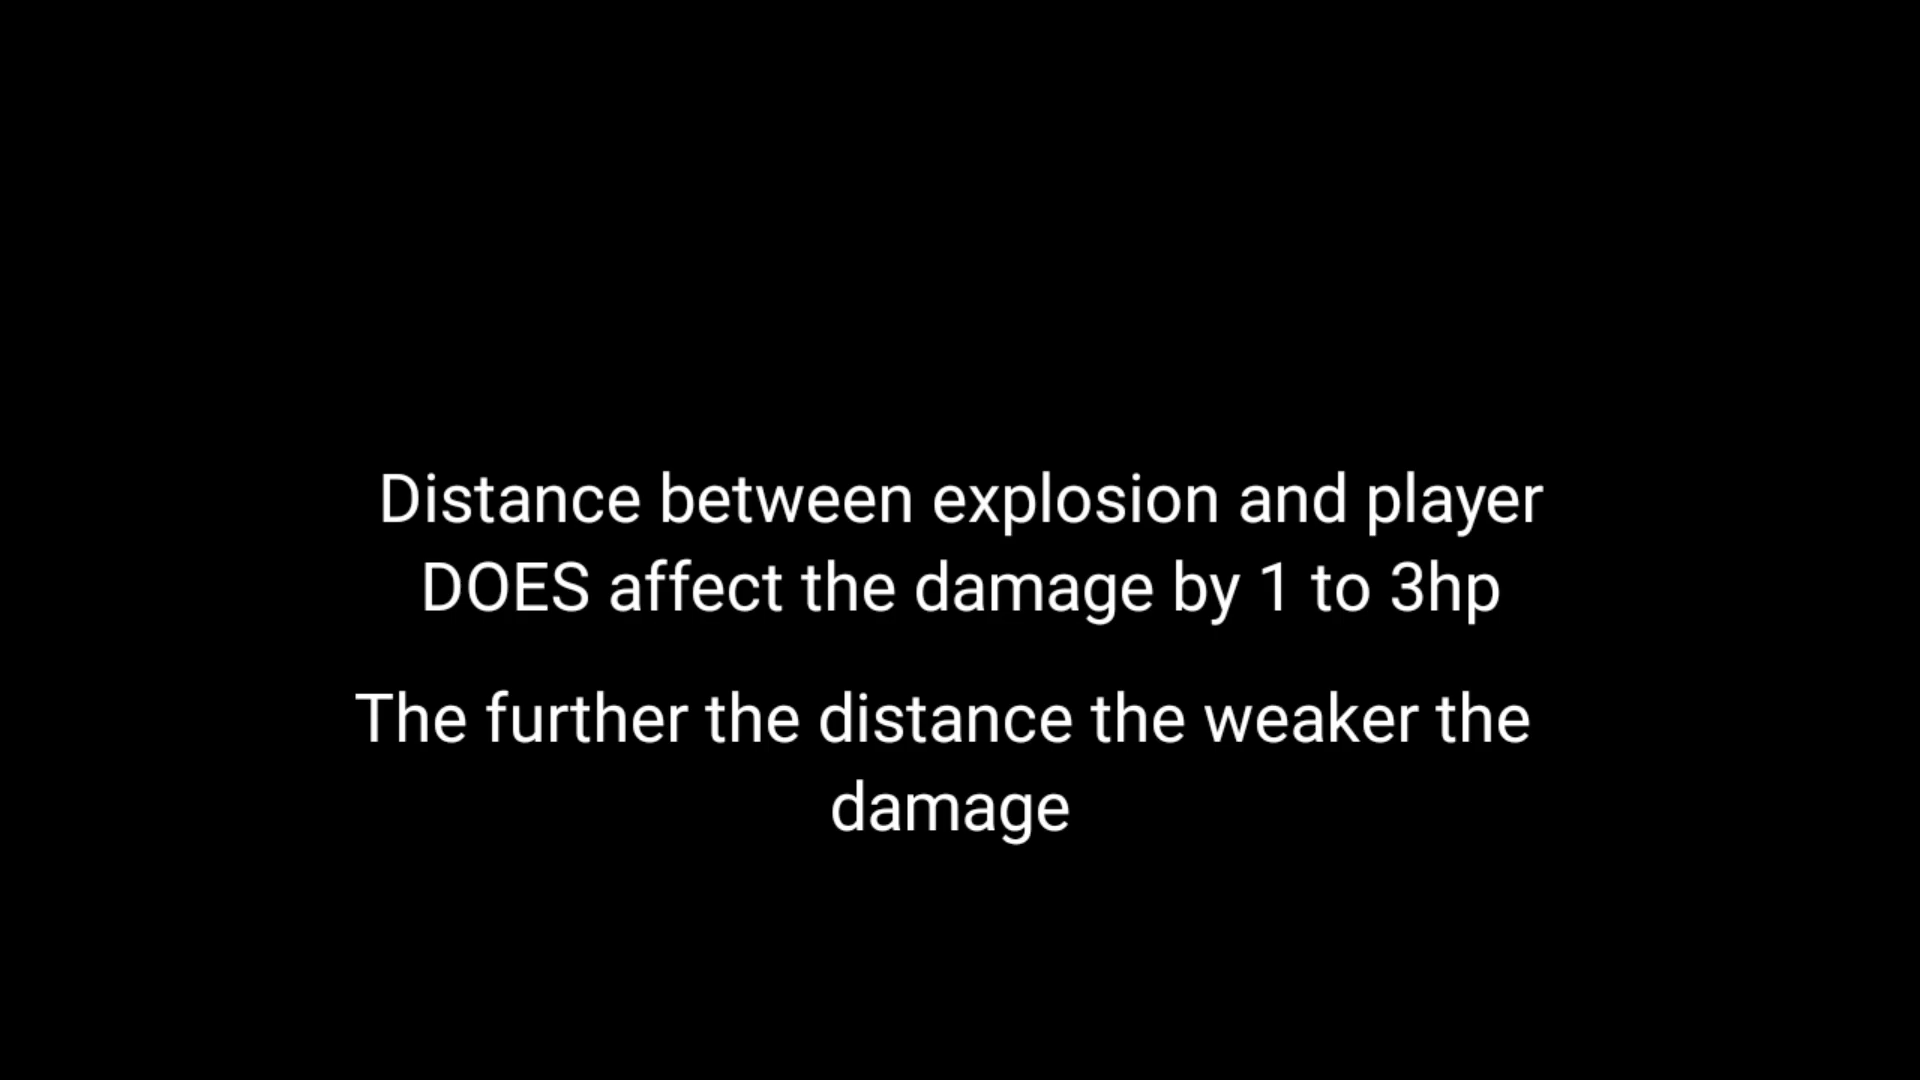 Distance between explosion and player
DOES affect the damage by 1 to 3hp
The further the distance the weaker the
damage